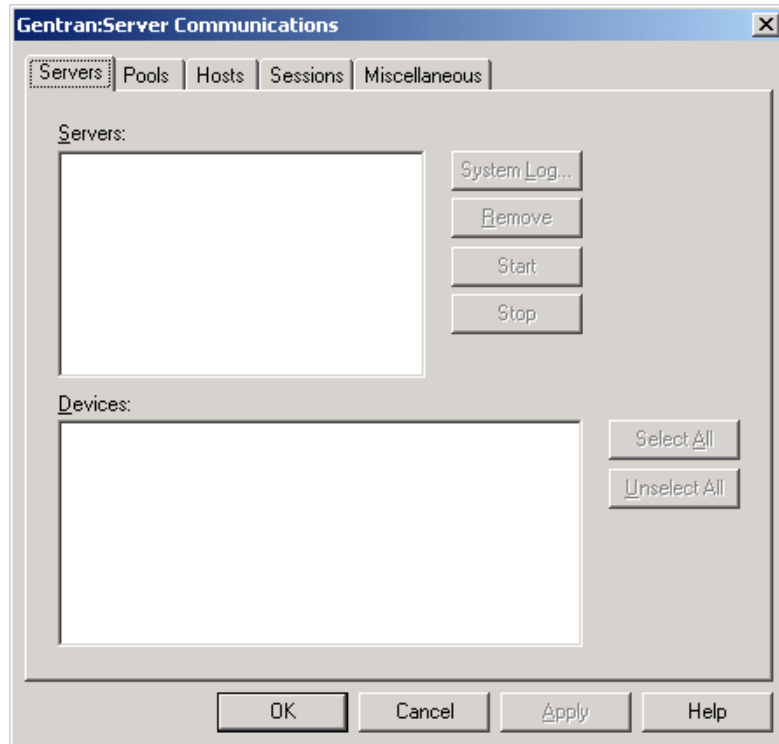 Gentran:Server Communications
Servers Pools Hosts Sessions Miscellaneous
Servers:
System Log...
Remove
Start
Stop
Devices:
Select All
Unselect All
OK Cancel Apply Help